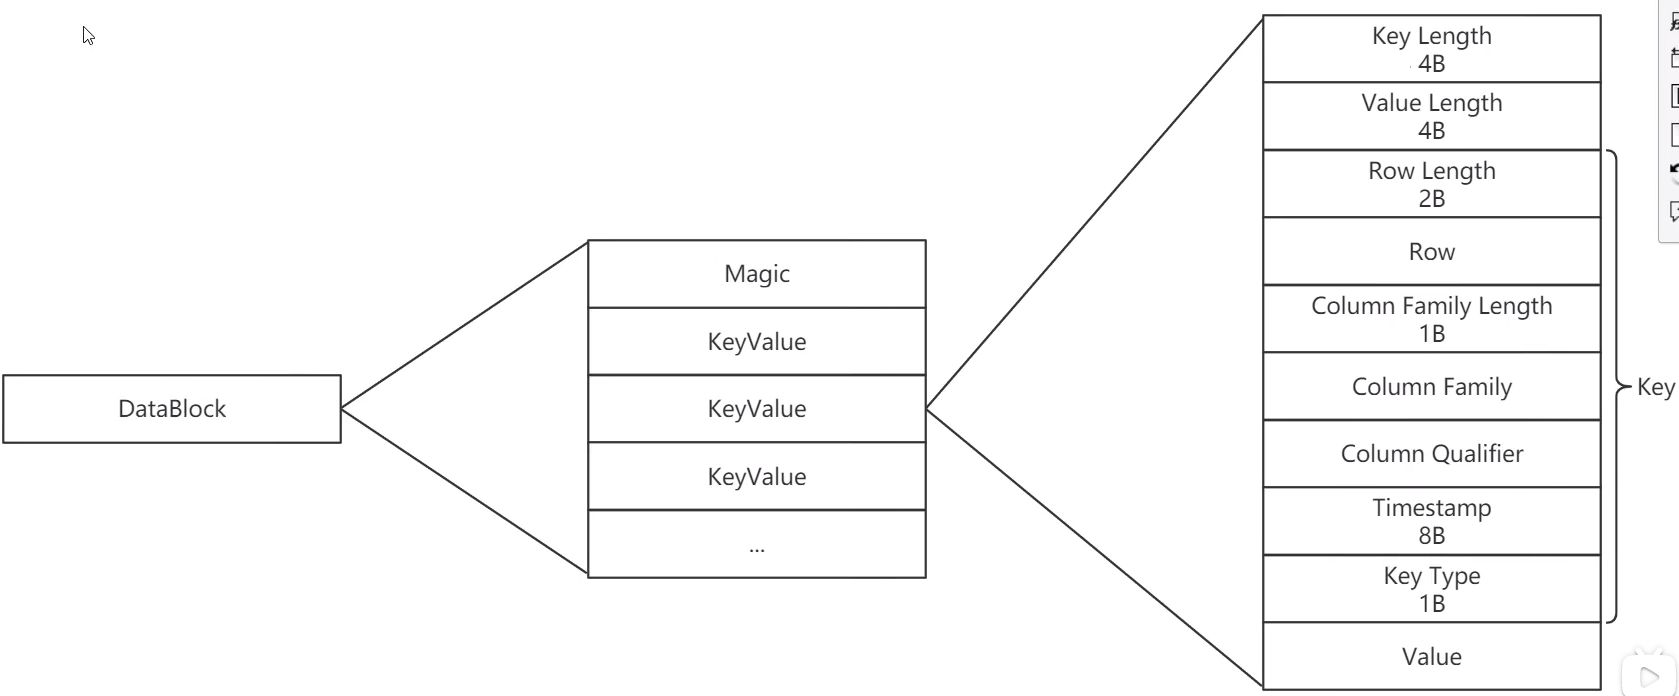 DataBlock
Magic
KeyValue
KeyValue
KeyValue
...
Key Length
4B
Value Length
4B
Row Length
2B
Row
Column Family Length
1B
Column Family
Column Qualifier
Timestamp
8B
Key Type
1B
Value
Key